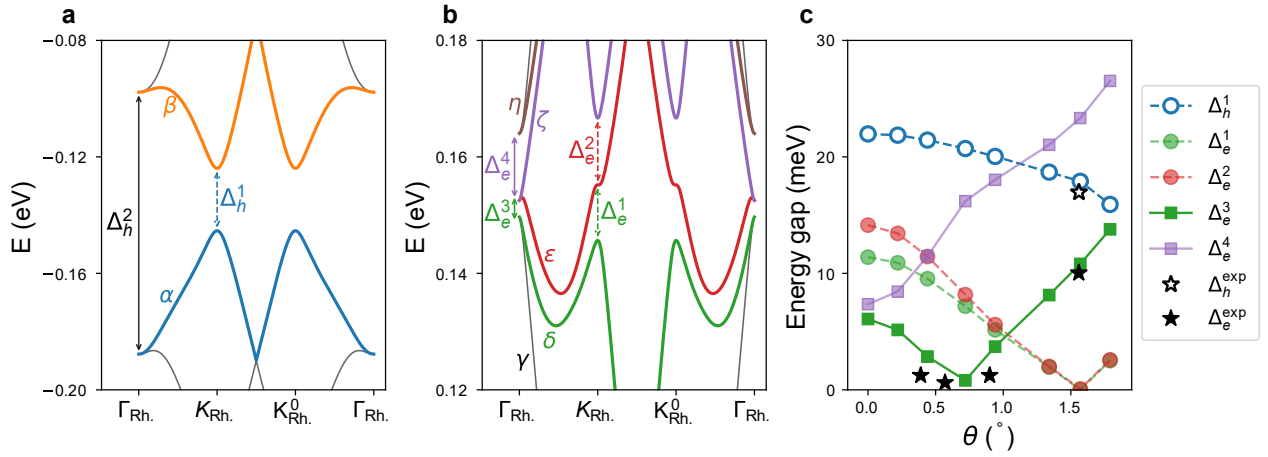 a
b
c
−0.08
−0.12
−0.16
−0.20
E (eV)
β
α
Δ_h^2
Δ_h^1
Γ_Rh.
K_Rh.
K_Rh.^0
Γ_Rh.
0.18
0.16
0.14
0.12
E (eV)
η
ζ
Δ_e^4
Δ_e^3
Δ_e^2
Δ_e^1
ε
δ
γ
Γ_Rh.
K_Rh.
K_Rh.^0
Γ_Rh.
30
20
10
0
Energy gap (meV)
0.0
0.5
1.0
1.5
θ (°)
Δ_h^1
Δ_e^1
Δ_e^2
Δ_e^3
Δ_e^4
Δ_h^exp
Δ_e^exp